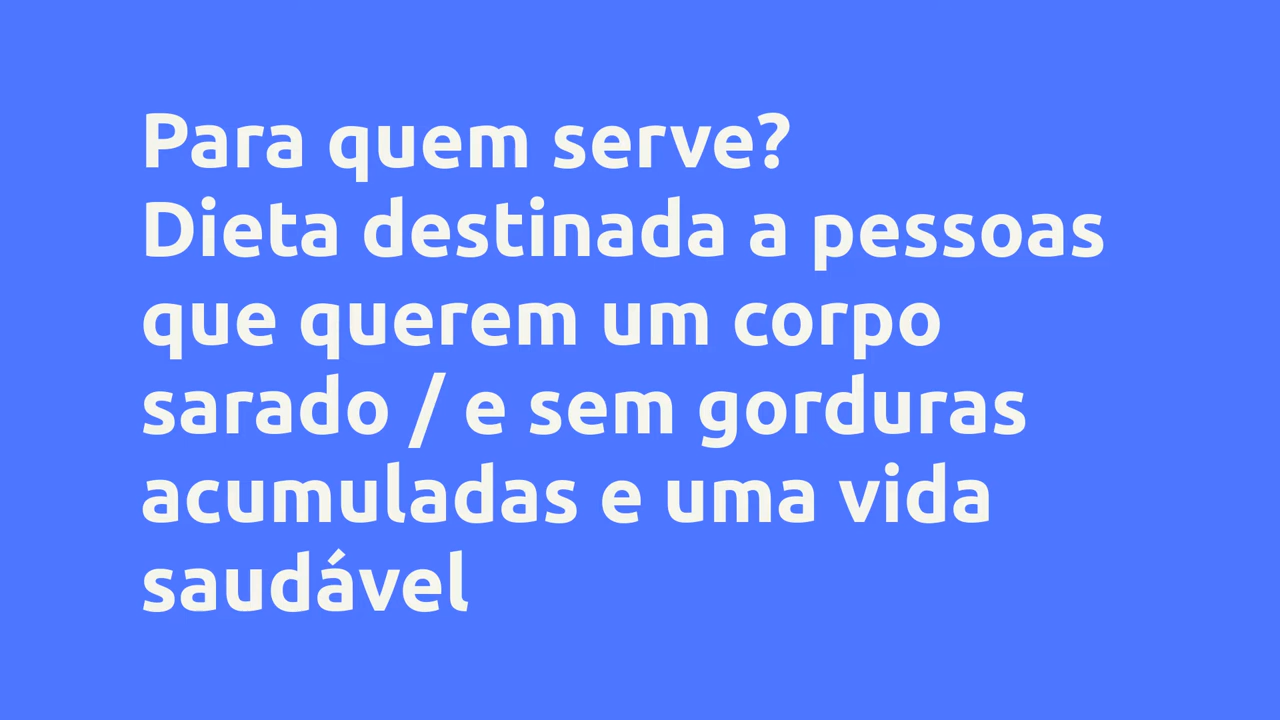 Para quem serve?
Dieta destinada a pessoas
que querem um corpo
sarado / e sem gorduras
acumuladas e uma vida
saudável